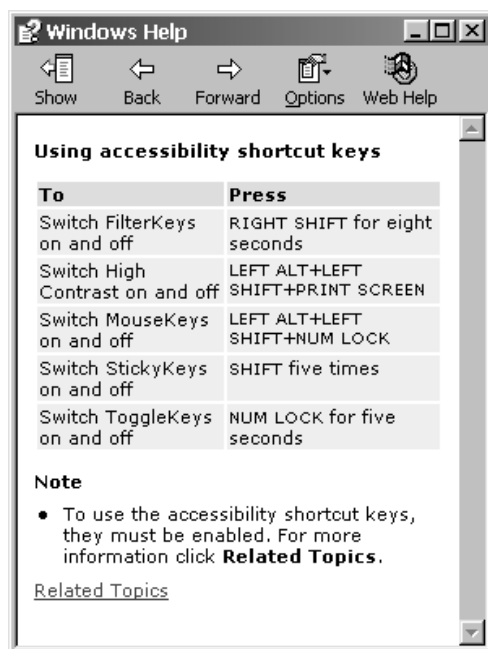 Windows Help
Show Back Forward Options Web Help
Using accessibility shortcut keys
To Press
Switch FilterKeys on and off RIGHT SHIFT for eight seconds
Switch High Contrast on and off LEFT ALT+LEFT SHIFT+PRINT SCREEN
Switch MouseKeys on and off LEFT ALT+LEFT SHIFT+NUM LOCK
Switch StickyKeys on and off SHIFT five times
Switch ToggleKeys on and off NUM LOCK for five seconds
Note
• To use the accessibility shortcut keys,
they must be enabled. For more
information click Related Topics.
Related Topics